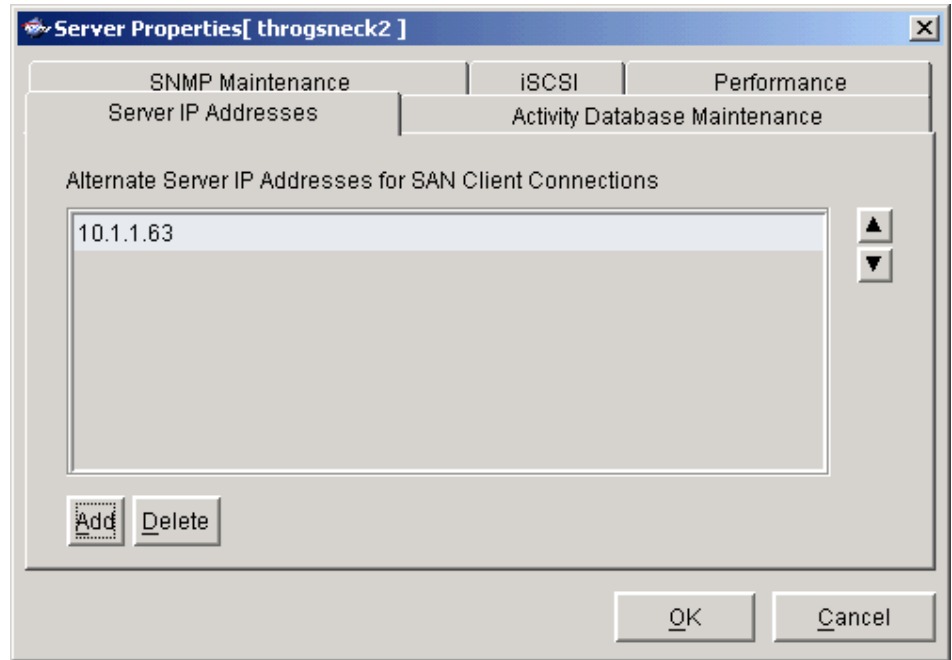 Server Properties[ throgsneck2 ]
SNMP Maintenance iSCSI Performance
Server IP Addresses Activity Database Maintenance
Alternate Server IP Addresses for SAN Client Connections
10.1.1.63
Add Delete
OK Cancel